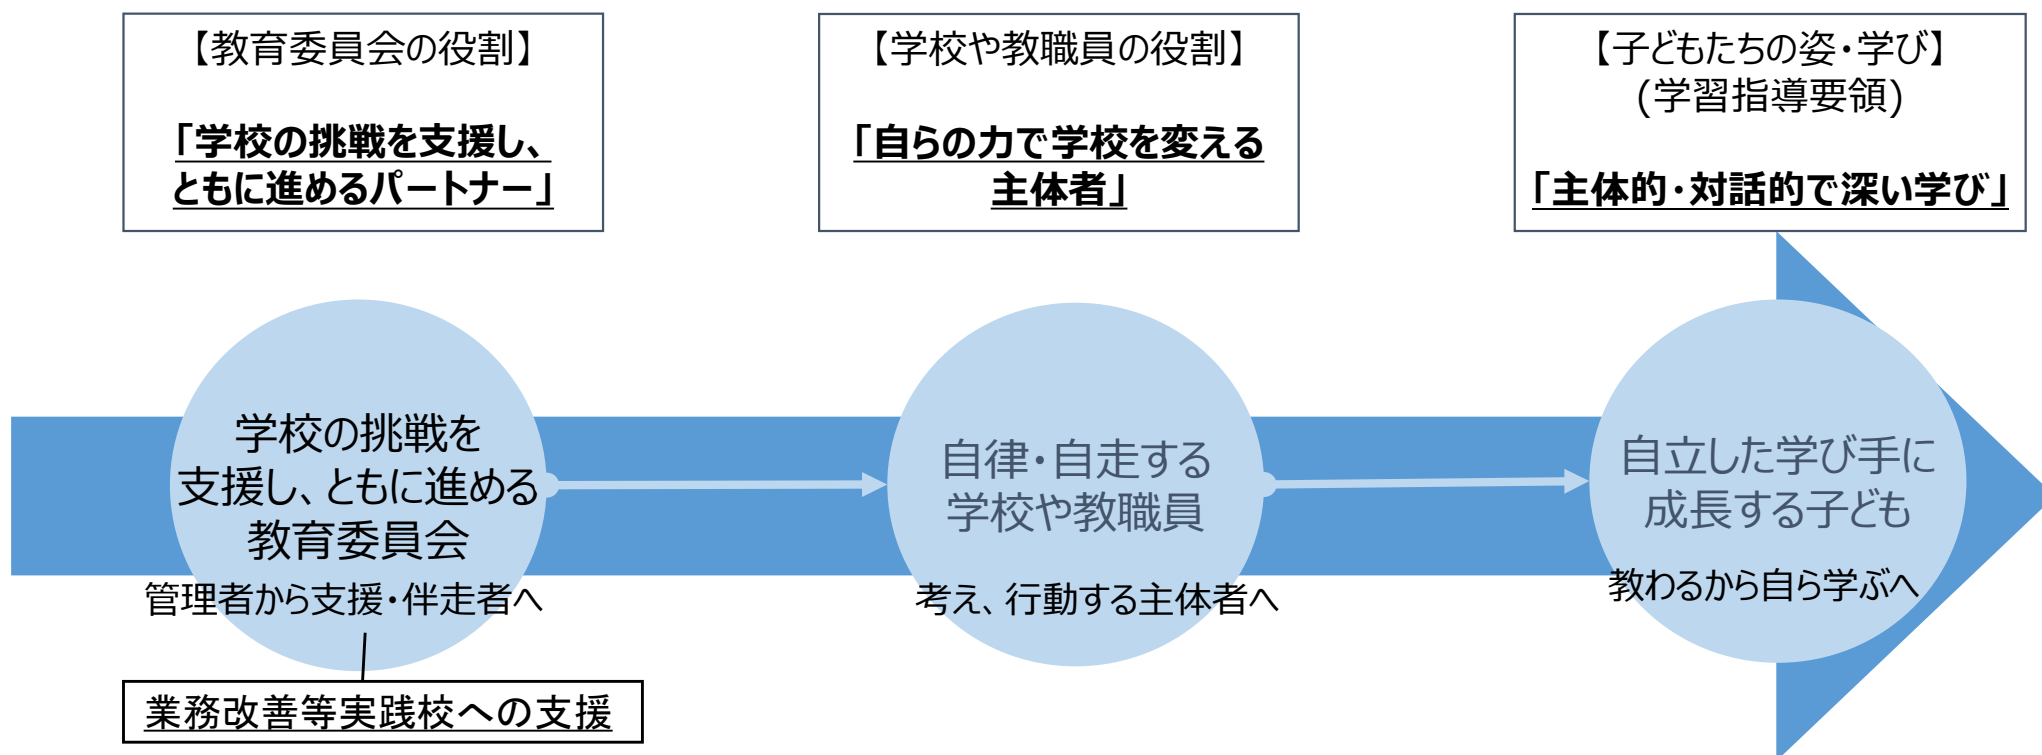 【教育委員会の役割】
「学校の挑戦を支援し、
ともに進めるパートナー」
【学校や教職員の役割】
「自らの力で学校を変える
主体者」
【子どもたちの姿・学び】
(学習指導要領)
「主体的・対話的で深い学び」
学校の挑戦を
支援し、ともに進める
教育委員会
管理者から支援・伴走者へ
業務改善等実践校への支援
自律・自走する
学校や教職員
考え、行動する主体者へ
自立した学び手に
成長する子ども
教わるから自ら学ぶへ